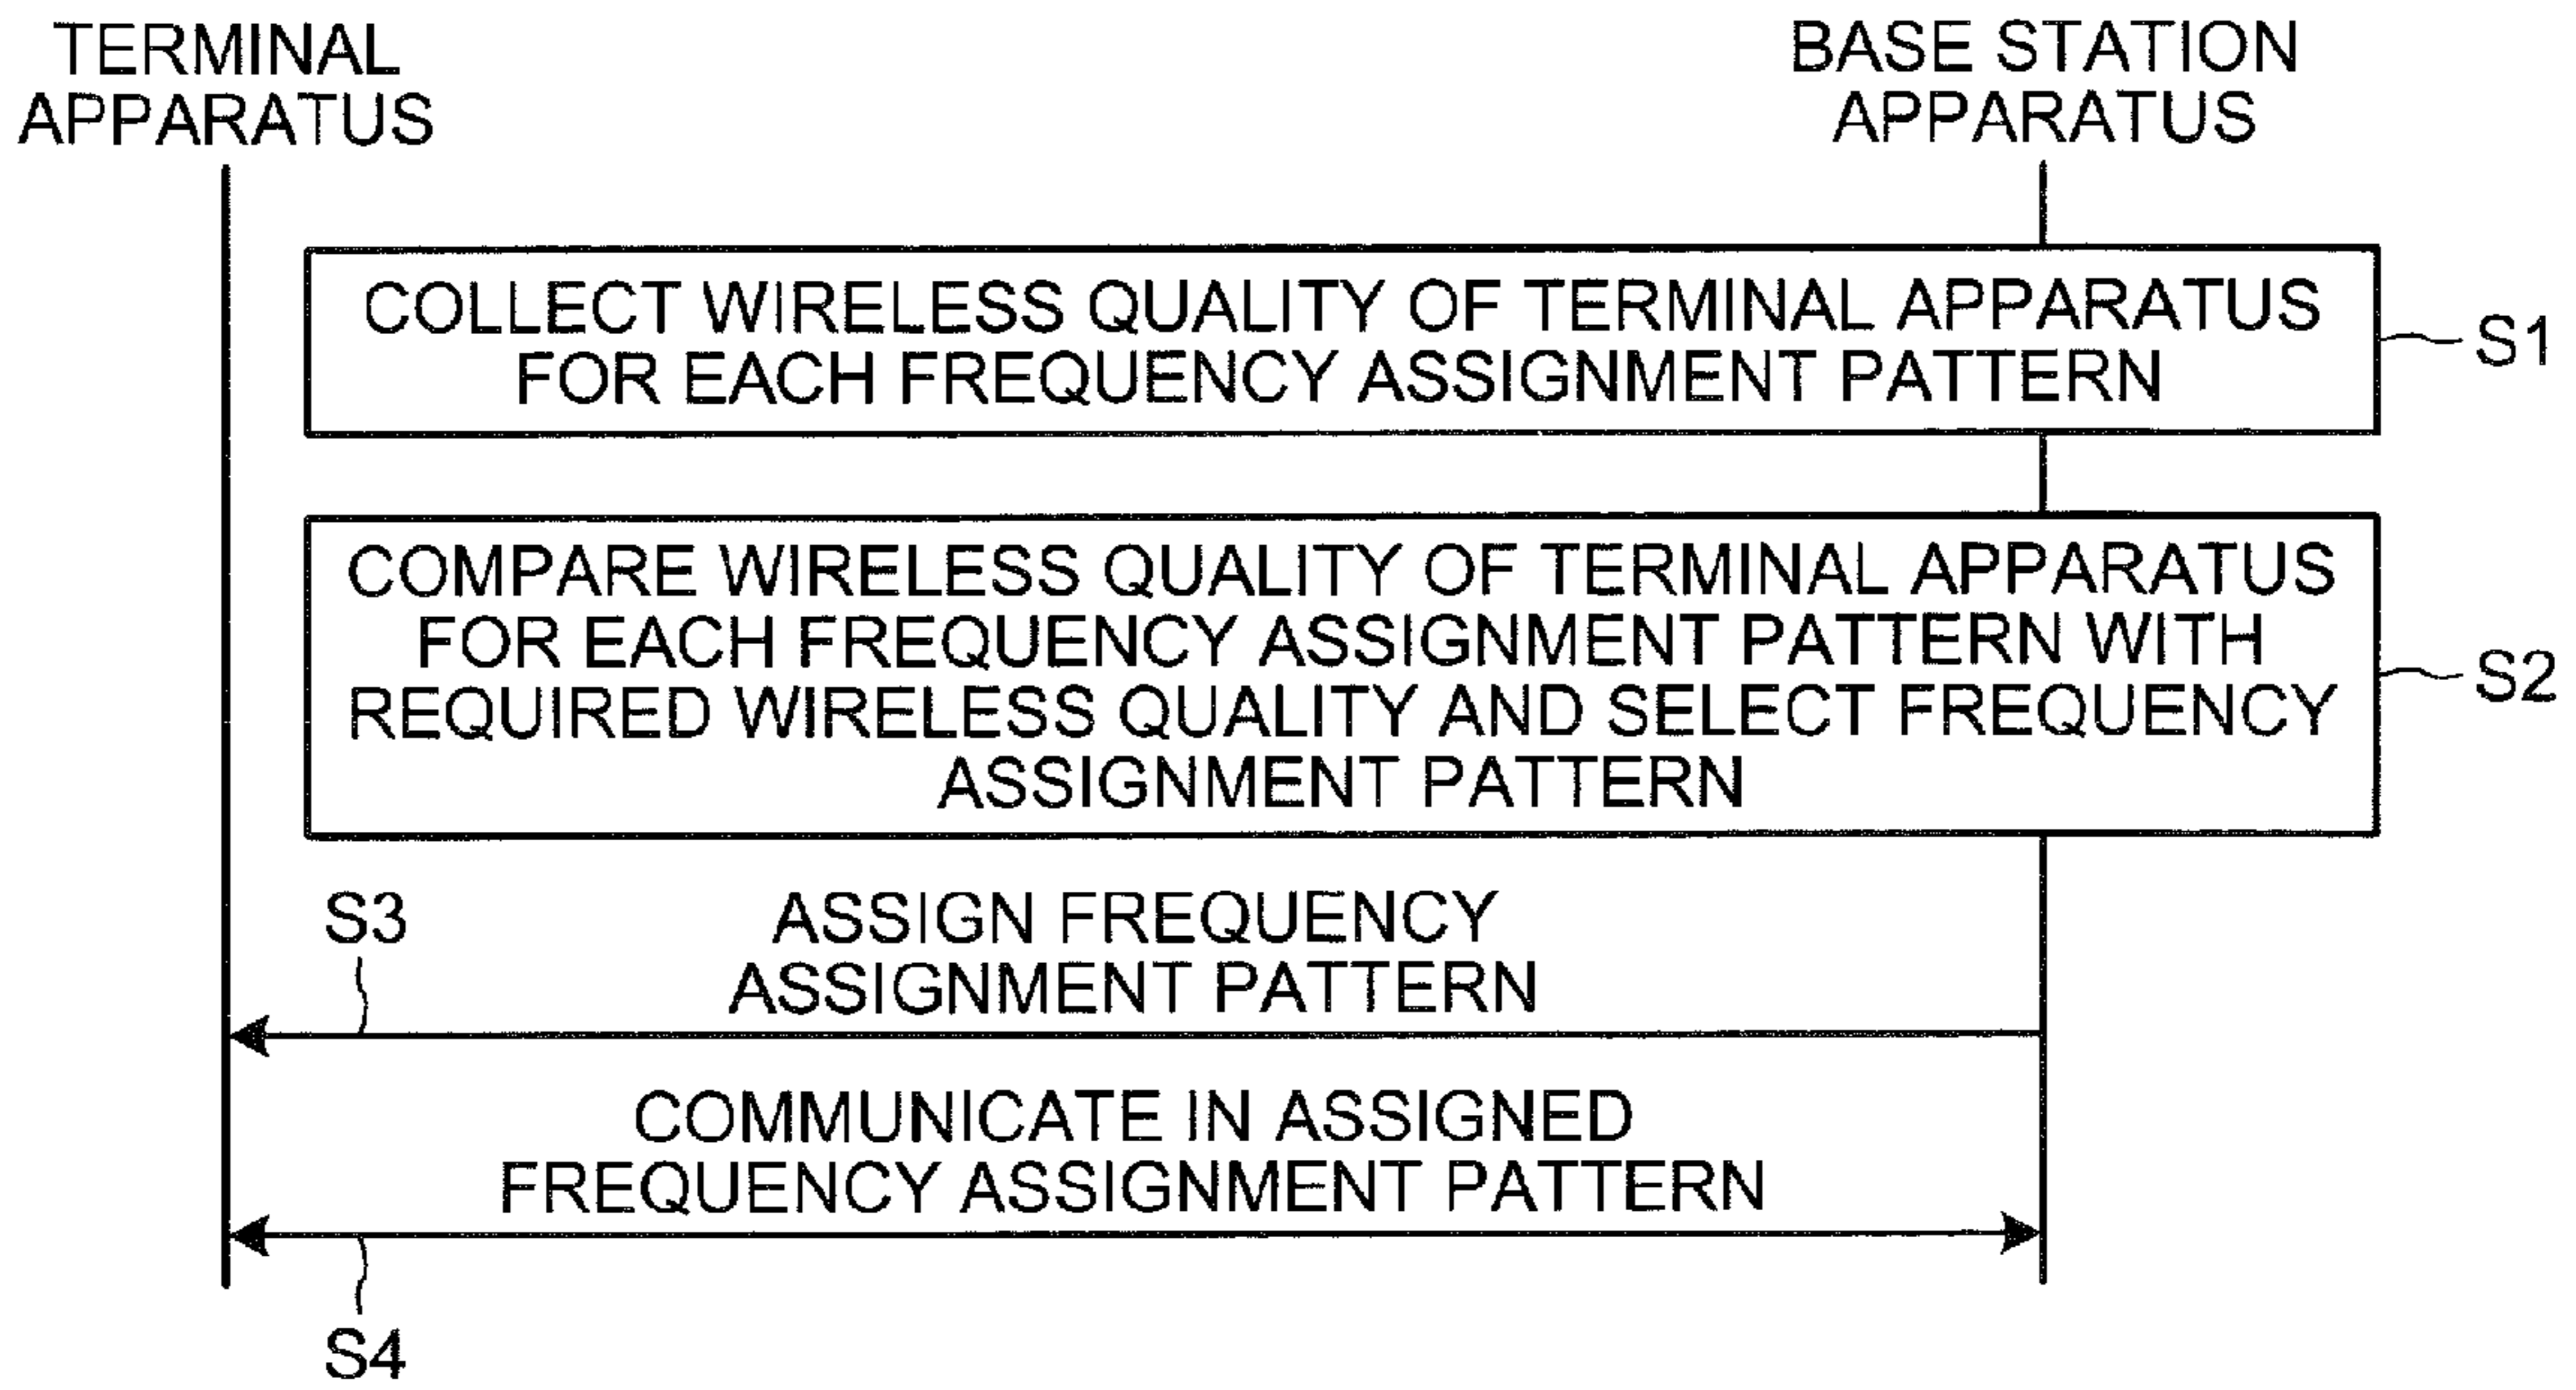 TERMINAL
APPARATUS
BASE STATION
APPARATUS
COLLECT WIRELESS QUALITY OF TERMINAL APPARATUS
FOR EACH FREQUENCY ASSIGNMENT PATTERN
S1
COMPARE WIRELESS QUALITY OF TERMINAL APPARATUS
FOR EACH FREQUENCY ASSIGNMENT PATTERN WITH
REQUIRED WIRELESS QUALITY AND SELECT FREQUENCY
ASSIGNMENT PATTERN
S2
S3
ASSIGN FREQUENCY
ASSIGNMENT PATTERN
COMMUNICATE IN ASSIGNED
FREQUENCY ASSIGNMENT PATTERN
S4